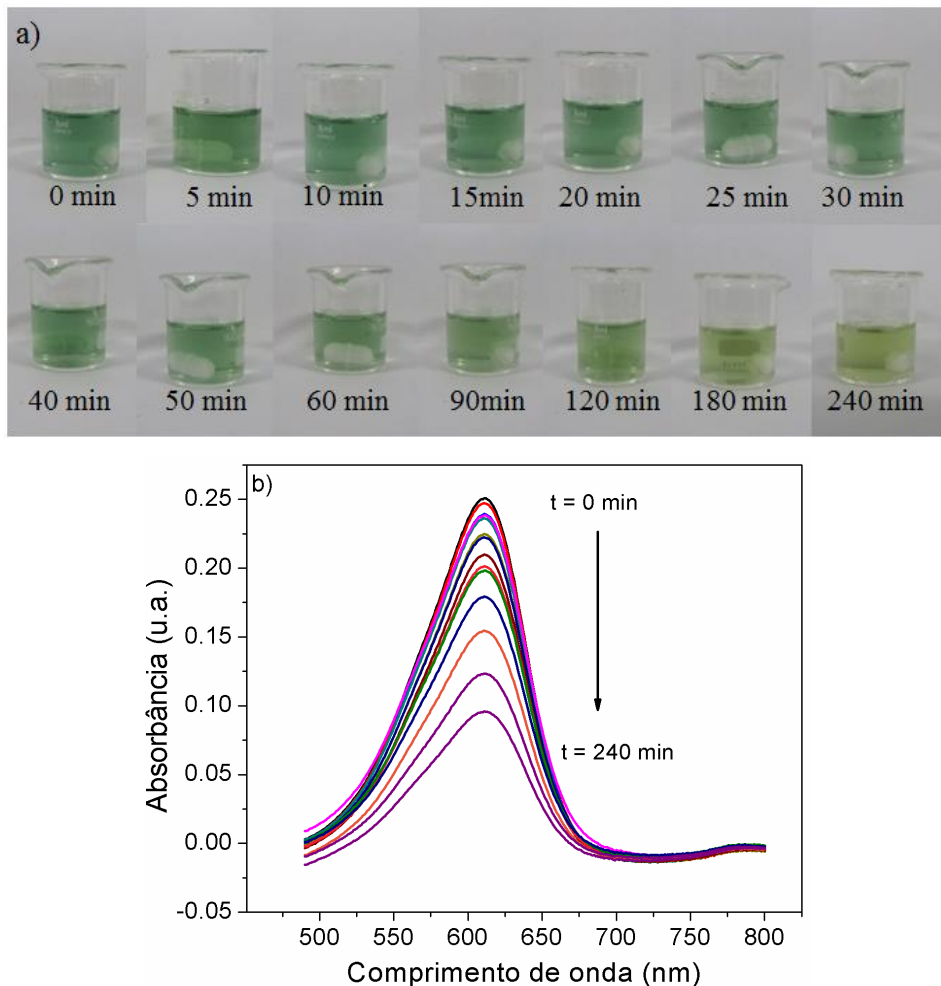 a)
0 min 5 min 10 min 15min 20 min 25 min 30 min
40 min 50 min 60 min 90min 120 min 180 min 240 min
b)
t = 0 min
t = 240 min
0.25
0.20
0.15
0.10
0.05
0.00
-0.05
Absorbância (u.a.)
500 550 600 650 700 750 800
Comprimento de onda (nm)